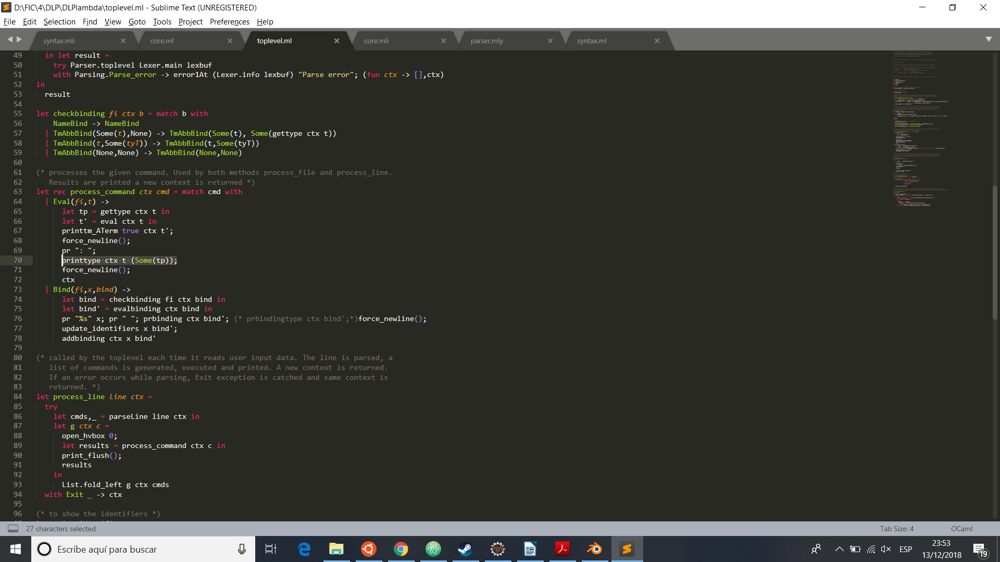 D:\FIC\4\DLP\DLPlambda\toplevel.ml - Sublime Text (UNREGISTERED)
File Edit Selection Find View Goto Tools Project Preferences Help
syntax.mli core.ml toplevel.ml core.mli parser.mly syntax.ml
49 in let result =
50 try Parser.toplevel Lexer.main lexbuf
51 with Parsing.Parse_error -> error1At (Lexer.info lexbuf) "Parse error"; (fun ctx -> [],ctx)
52 in
53 result
54
55 let checkbinding fi ctx b = match b with
56 NameBind -> NameBind
57 | TmAbbBind(Some(t),None) -> TmAbbBind(Some(t), Some(gettype ctx t))
58 | TmAbbBind(t,Some(tyT)) -> TmAbbBind(t,Some(tyT))
59 | TmAbbBind(None,None) -> TmAbbBind(None,None)
60
61 (* processes the given command. Used by both methods process_file and process_line.
62 Results are printed a new context is returned *)
63 let rec process_command ctx cmd = match cmd with
64 | Eval(fi,t) ->
65 let tp = gettype ctx t in
66 let t' = eval ctx t in
67 printtm_ATerm true ctx t';
68 force_newline();
69 pr ": ";
70 printtype ctx t (Some(tp));
71 force_newline();
72 ctx
73 | Bind(fi,x,bind) ->
74 let bind = checkbinding fi ctx bind in
75 let bind' = evalbinding ctx bind in
76 pr "%s" x; pr " "; prbinding ctx bind'; (* prbindingtype ctx bind';*)force_newline();
77 update_identifiers x bind';
78 addbinding ctx x bind'
79
80 (* called by the toplevel each time it reads user input data. The line is parsed, a
81 list of commands is generated, executed and printed. A new context is returned.
82 If an error occurs while parsing, Exit exception is catched and same context is
83 returned. *)
84 let process_line line ctx =
85 try
86 let cmds,_ = parseLine line ctx in
87 let g ctx c =
88 open_hvbox 0;
89 let results = process_command ctx c in
90 print_flush();
91 results
92 in
93 List.fold_left g ctx cmds
94 with Exit _ -> ctx
95
96 (* to show the identifiers *)
27 characters selected Tab Size: 4 OCaml
Escribe aquí para buscar
ESP
23:53
13/12/2018
19